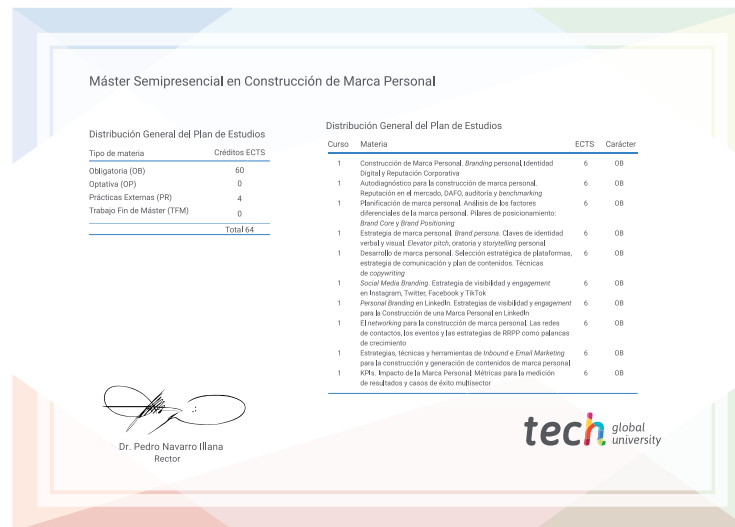 Máster Semipresencial en Construcción de Marca Personal
Distribución General del Plan de Estudios
Tipo de materia Créditos ECTS
Obligatoria (OB) 60
Optativa (OP) 0
Prácticas Externas (PR) 4
Trabajo Fin de Máster (TFM) 0
Total 64
Distribución General del Plan de Estudios
Curso Materia ECTS Carácter
1 Construcción de Marca Personal. Branding personal, Identidad 6 OB
Digital y Reputación Corporativa
1 Autodiagnóstico para la construcción de marca personal. 6 OB
Reputación en el mercado, DAFO, auditoría y benchmarking
1 Planificación de marca personal. Análisis de los factores 6 OB
diferenciales de la marca personal. Pilares de posicionamiento:
Brand Core y Brand Positioning
1 Estrategia de marca personal. Brand persona. Claves de identidad 6 OB
verbal y visual. Elevator pitch, oratoria y storytelling personal
1 Desarrollo de marca personal. Selección estratégica de plataformas, 6 OB
estrategia de comunicación y plan de contenidos. Técnicas
de copywriting
1 Social Media Branding. Estrategia de visibilidad y engagement 6 OB
en Instagram, Twitter, Facebook y TikTok
1 Personal Branding en LinkedIn. Estrategias de visibilidad y engagement 6 OB
para la Construcción de una Marca Personal en LinkedIn
1 El networking para la construcción de marca personal. Las redes 6 OB
de contactos, los eventos y las estrategias de RRPP como palancas
de crecimiento
1 Estrategias, técnicas y herramientas de Inbound e Email Marketing 6 OB
para la construcción y generación de contenidos de marca personal
1 KPIs. Impacto de la Marca Personal: Métricas para la medición 6 OB
de resultados y casos de éxito multisector
Dr. Pedro Navarro Illana
Rector
tech global
university